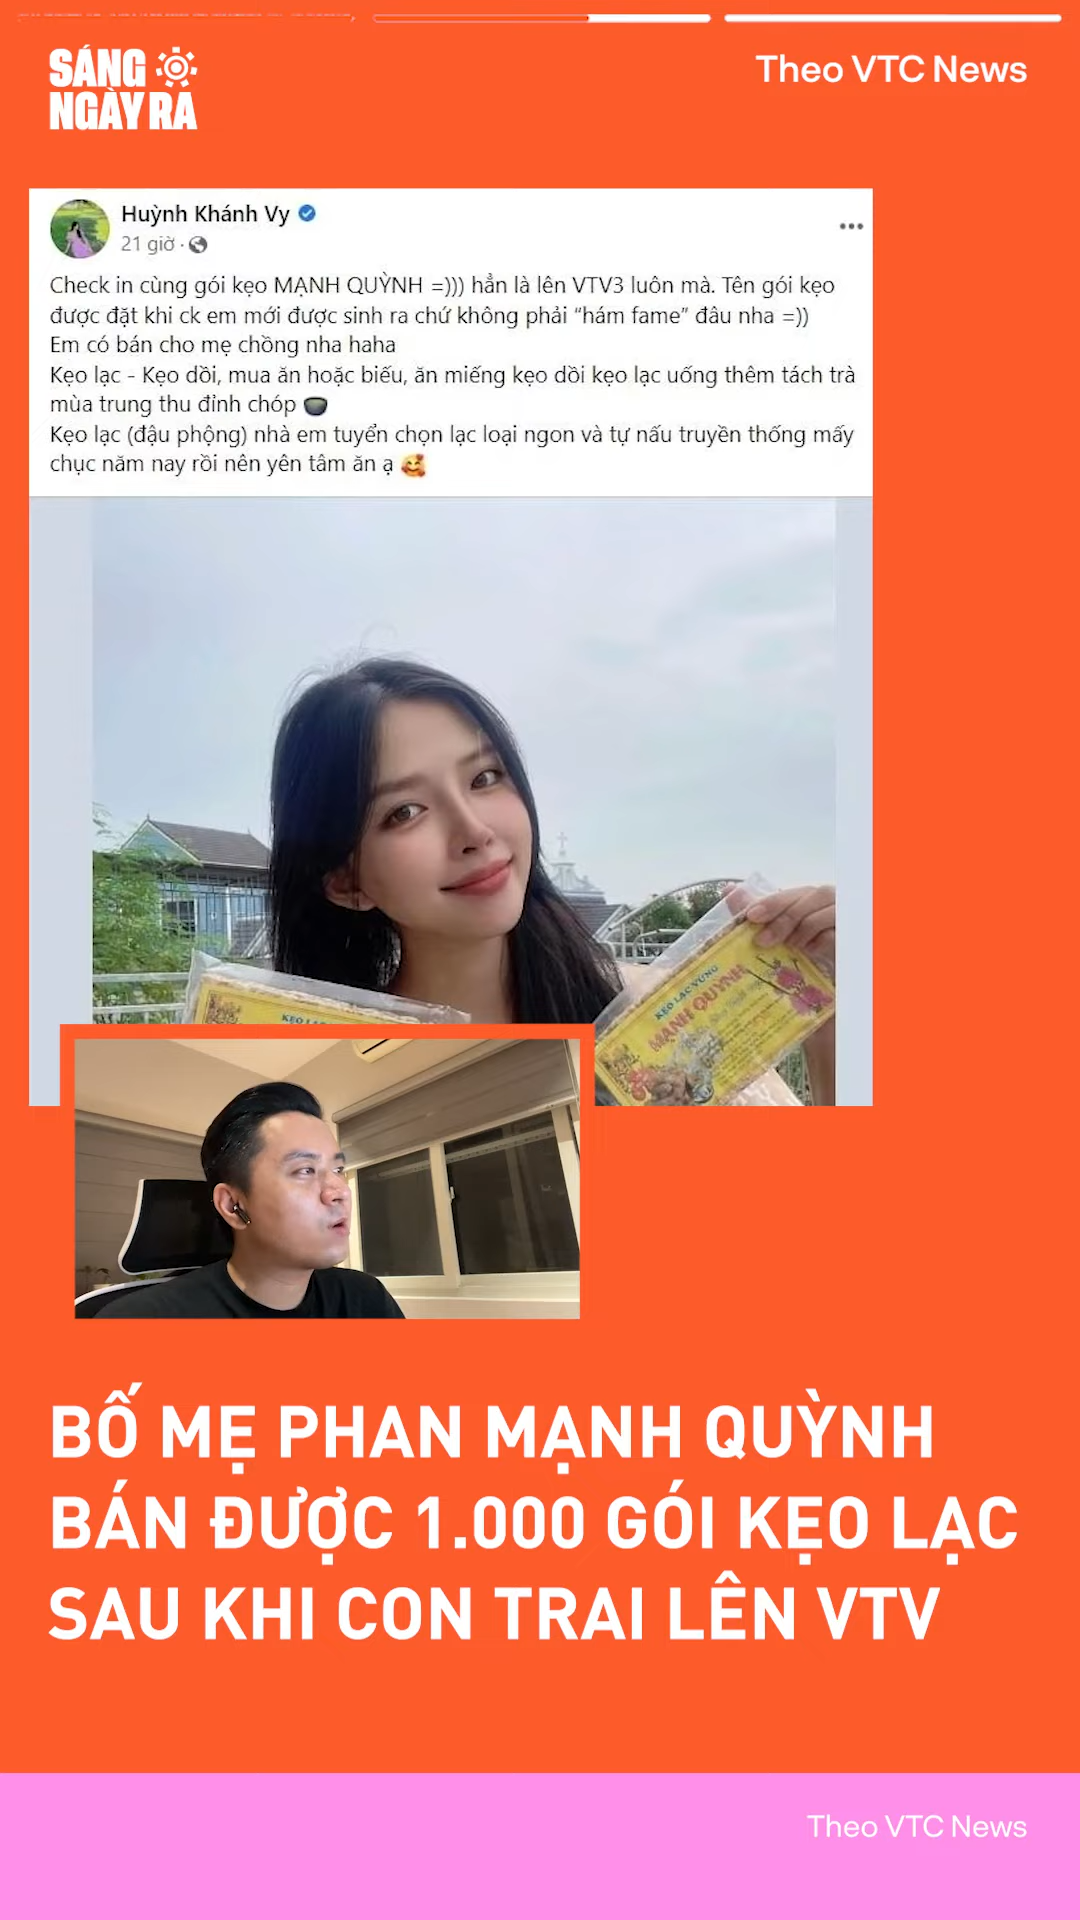 SÁNG
NGÀY RA
Theo VTC News
Huỳnh Khánh Vy
21 giờ ·
Check in cùng gói kẹo MẠNH QUỲNH =))) hẳn là lên VTV3 luôn mà. Tên gói kẹo
được đặt khi ck em mới được sinh ra chứ không phải “hám fame” đâu nha =))
Em có bán cho mẹ chồng nha haha
Kẹo lạc - Kẹo dồi, mua ăn hoặc biếu, ăn miếng kẹo dồi kẹo lạc uống thêm tách trà
mùa trung thu đỉnh chóp 🍵
Kẹo lạc (đậu phộng) nhà em tuyển chọn lạc loại ngon và tự nấu truyền thống mấy
chục năm nay rồi nên yên tâm ăn ạ 🥰
KẸO LẠC VỪNG
MẠNH QUỲNH
KẸO LẠC
BỐ MẸ PHAN MẠNH QUỲNH
BÁN ĐƯỢC 1.000 GÓI KẸO LẠC
SAU KHI CON TRAI LÊN VTV
Theo VTC News